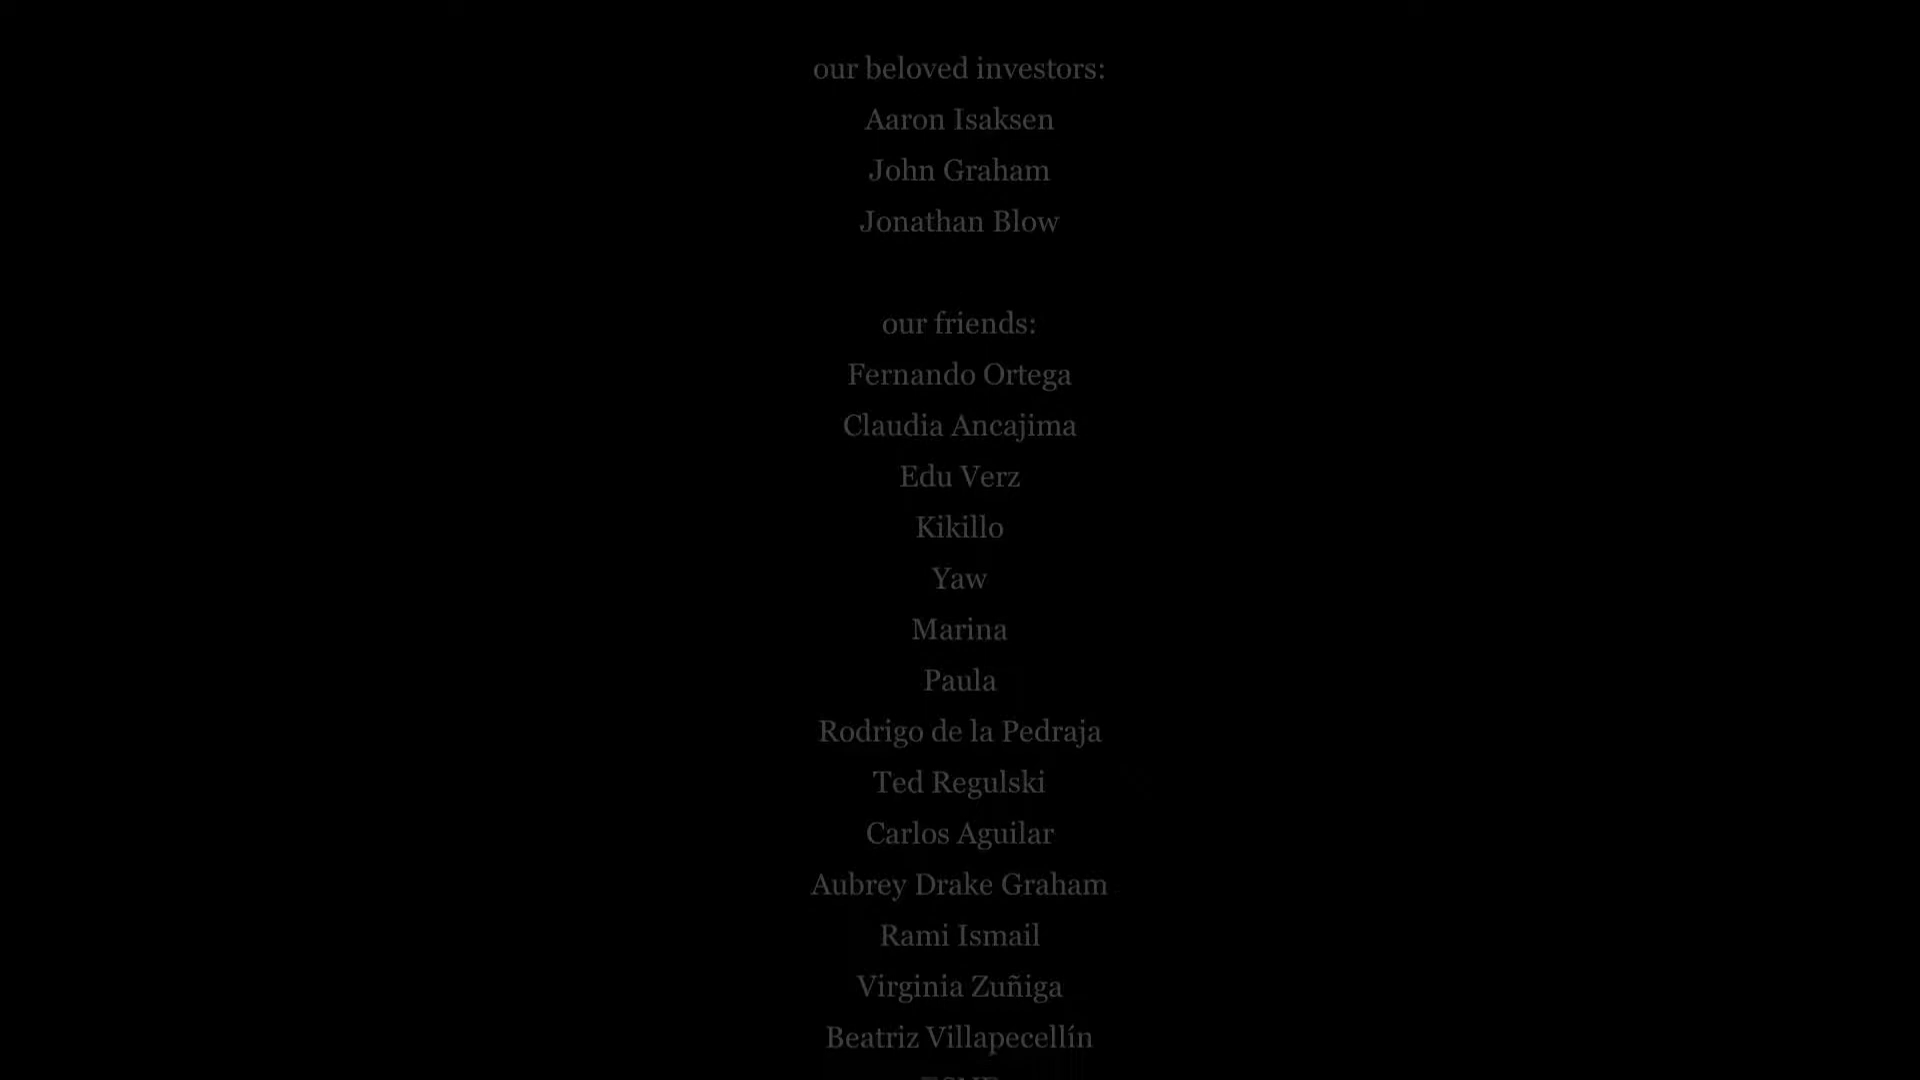 our beloved investors:
Aaron Isaksen
John Graham
Jonathan Blow
our friends:
Fernando Ortega
Claudia Ancajima
Edu Verz
Kikillo
Yaw
Marina
Paula
Rodrigo de la Pedraja
Ted Regulski
Carlos Aguilar
Aubrey Drake Graham
Rami Ismail
Virginia Zuñiga
Beatriz Villapecellín